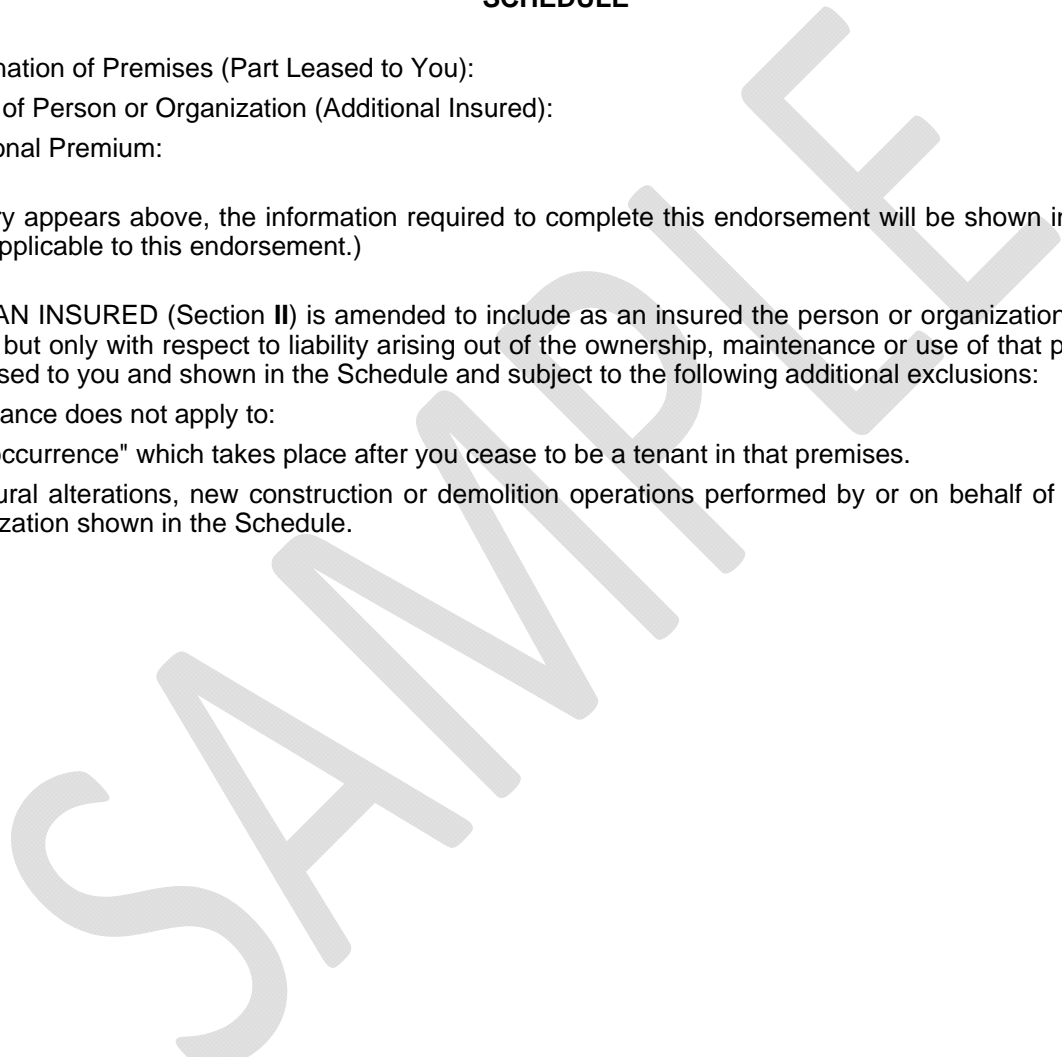 SCHEDULE
nation of Premises (Part Leased to You):
of Person or Organization (Additional Insured):
onal Premium:
ry appears above, the information required to complete this endorsement will be shown in
pplicable to this endorsement.)
AN INSURED (Section II) is amended to include as an insured the person or organization
but only with respect to liability arising out of the ownership, maintenance or use of that p
sed to you and shown in the Schedule and subject to the following additional exclusions:
ance does not apply to:
occurrence" which takes place after you cease to be a tenant in that premises.
ural alterations, new construction or demolition operations performed by or on behalf of
ization shown in the Schedule.
SAMPLE